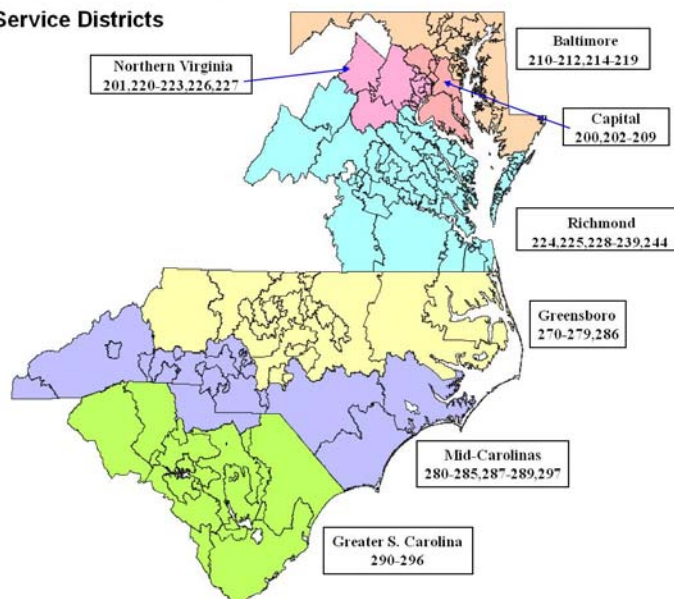 Service Districts
Baltimore
210-212,214-219
Northern Virginia
201,220-223,226,227
Capital
200,202-209
Richmond
224,225,228-239,244
Greensboro
270-279,286
Mid-Carolinas
280-285,287-289,297
Greater S. Carolina
290-296